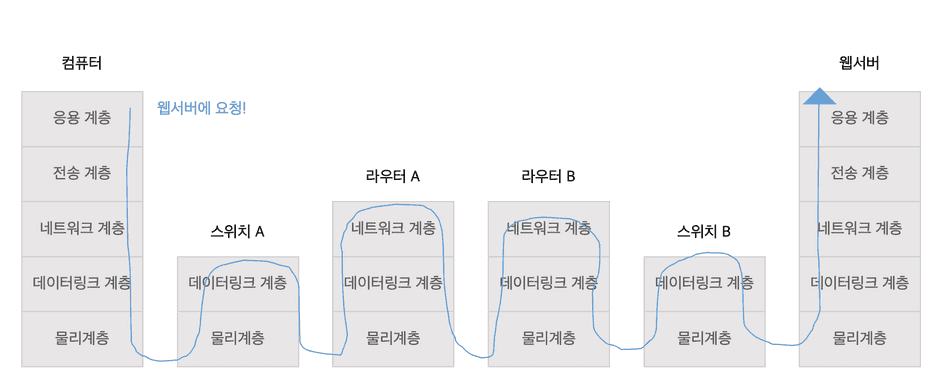 컴퓨터
웹서버
응용 계층
웹서버에 요청!
응용 계층
전송 계층
라우터 A
라우터 B
전송 계층
네트워크 계층
스위치 A
네트워크 계층
네트워크 계층
스위치 B
네트워크 계층
데이터링크 계층
데이터링크 계층
데이터링크 계층
데이터링크 계층
데이터링크 계층
데이터링크 계층
물리계층
물리계층
물리계층
물리계층
물리계층
물리계층